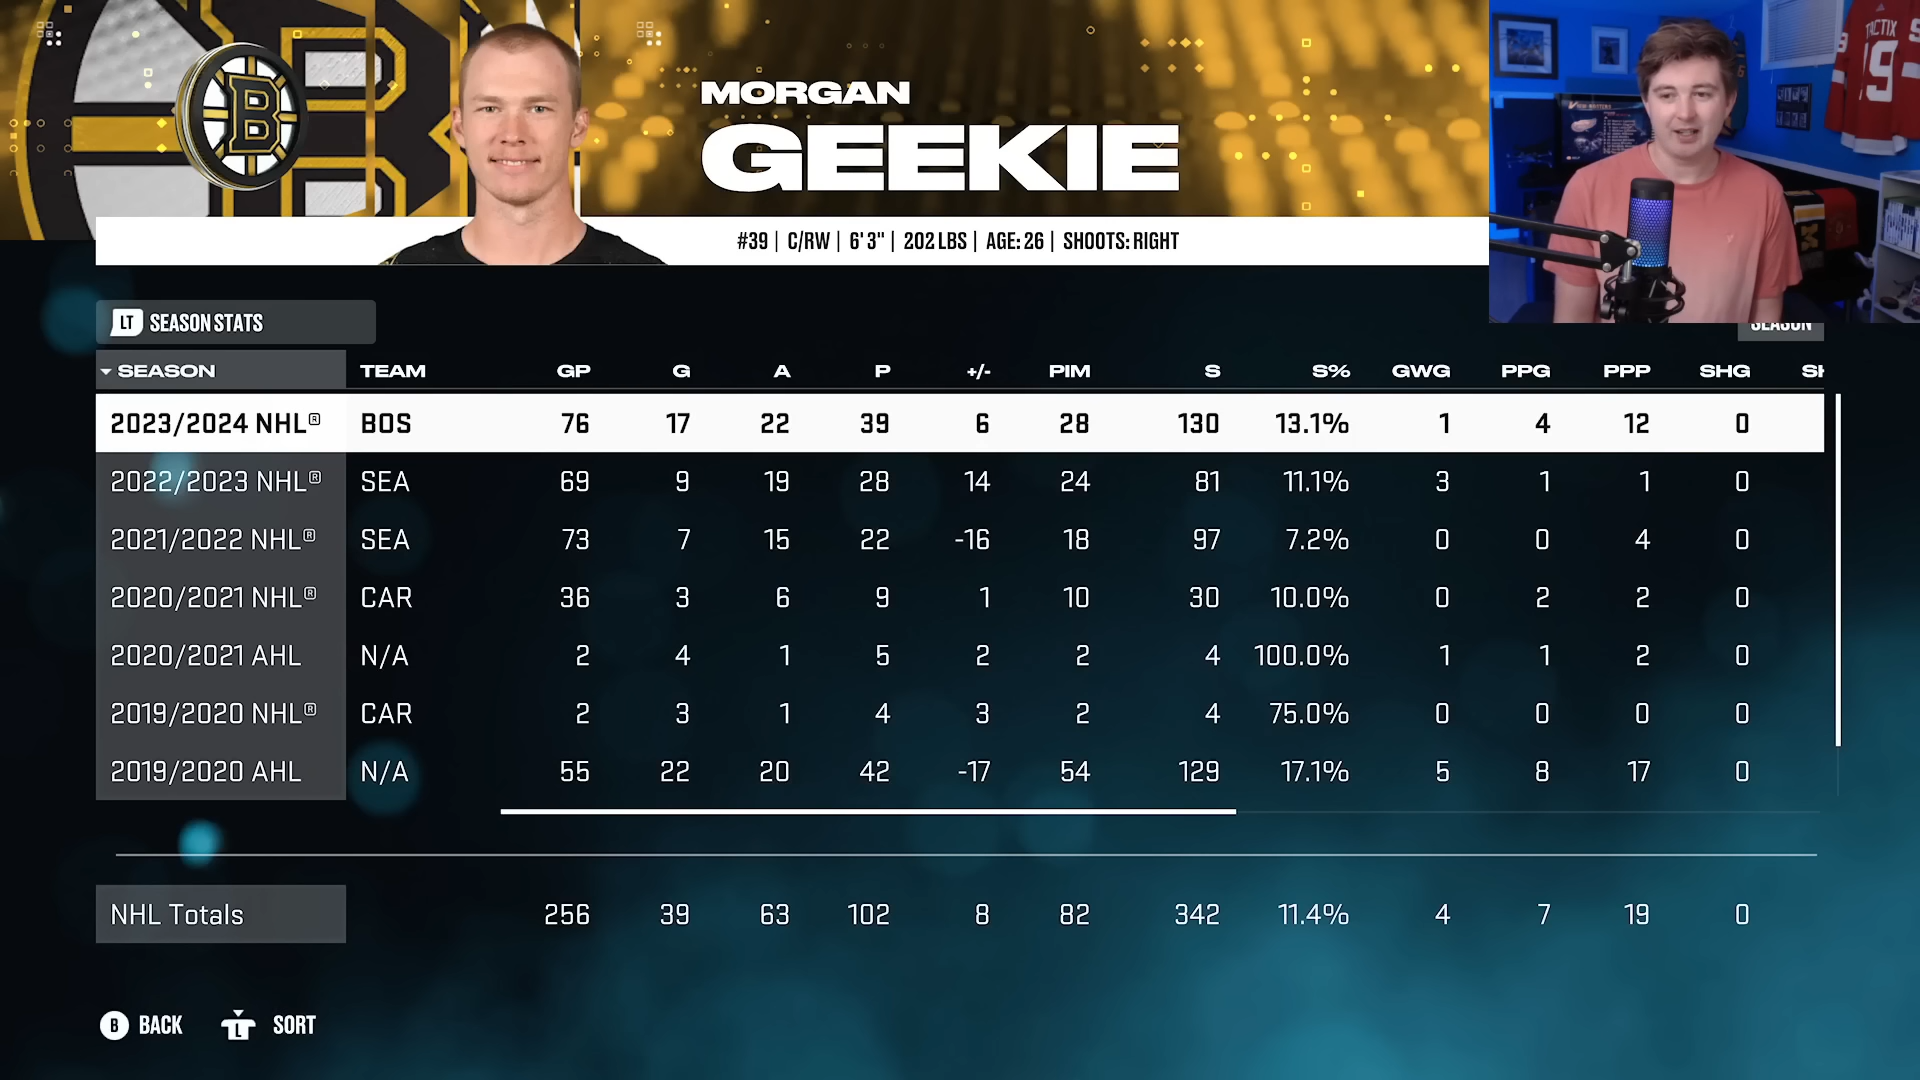 MORGAN
GEEKIE
#39 | C/RW | 6' 3" | 202 LBS | AGE: 26 | SHOOTS: RIGHT
B
TACTIX
9
LT SEASON STATS
SEASON
SEASON TEAM GP G A P +/- PIM S S% GWG PPG PPP SHG
2023/2024 NHL® BOS 76 17 22 39 6 28 130 13.1% 1 4 12 0
2022/2023 NHL® SEA 69 9 19 28 14 24 81 11.1% 3 1 1 0
2021/2022 NHL® SEA 73 7 15 22 -16 18 97 7.2% 0 0 4 0
2020/2021 NHL® CAR 36 3 6 9 1 10 30 10.0% 0 2 2 0
2020/2021 AHL N/A 2 4 1 5 2 2 4 100.0% 1 1 2 0
2019/2020 NHL® CAR 2 3 1 4 3 2 4 75.0% 0 0 0 0
2019/2020 AHL N/A 55 22 20 42 -17 54 129 17.1% 5 8 17 0
NHL Totals 256 39 63 102 8 82 342 11.4% 4 7 19 0
B BACK L SORT